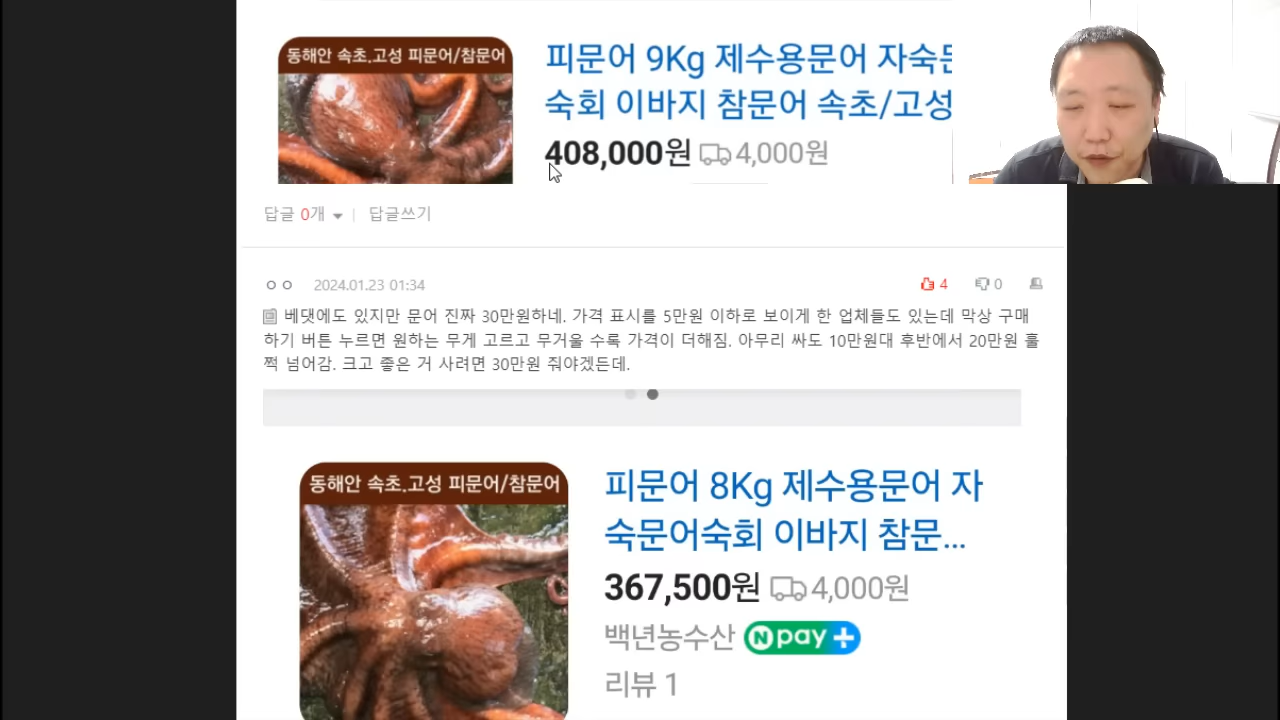 동해안 속초.고성 피문어/참문어
피문어 9Kg 제수용문어 자숙문
숙회 이바지 참문어 속초/고성
408,000원 4,000원
답글 0개 답글쓰기
ㅇㅇ 2024.01.23 01:34 4 0
베댓에도 있지만 문어 진짜 30만원하네. 가격 표시를 5만원 이하로 보이게 한 업체들도 있는데 막상 구매
하기 버튼 누르면 원하는 무게 고르고 무거울 수록 가격이 더해짐. 아무리 싸도 10만원대 후반에서 20만원 훌
쩍 넘어감. 크고 좋은 거 사려면 30만원 줘야겠든데.
동해안 속초.고성 피문어/참문어
피문어 8Kg 제수용문어 자
숙문어숙회 이바지 참문...
367,500원 4,000원
백년농수산 N pay +
리뷰 1